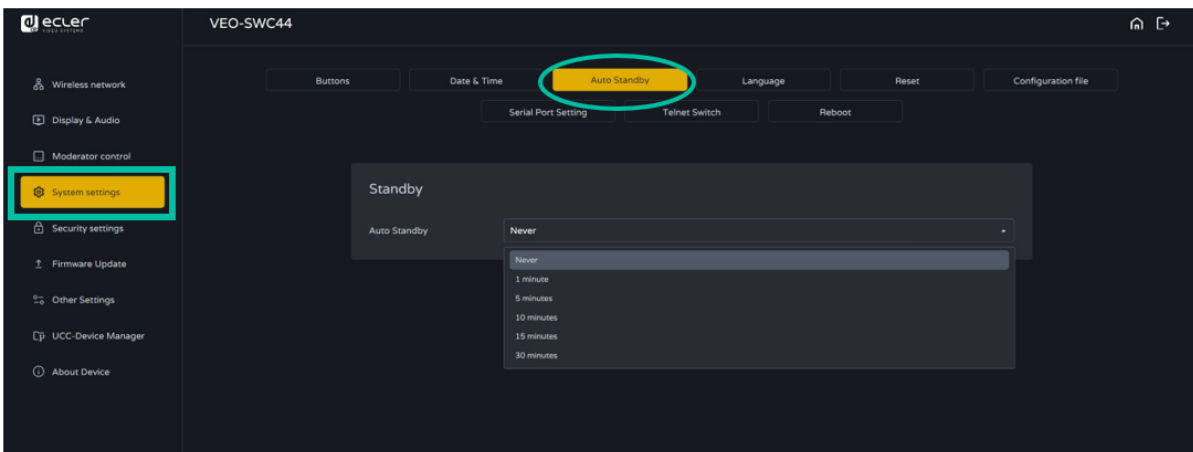 ecler
VIDEO SYSTEMS
VEO-SWC44
Wireless network
Display & Audio
Moderator control
System settings
Security settings
Firmware Update
Other Settings
UCC-Device Manager
About Device
Buttons
Date & Time
Auto Standby
Language
Reset
Configuration file
Serial Port Setting
Telnet Switch
Reboot
Standby
Auto Standby
Never
Never
1 minute
5 minutes
10 minutes
15 minutes
30 minutes